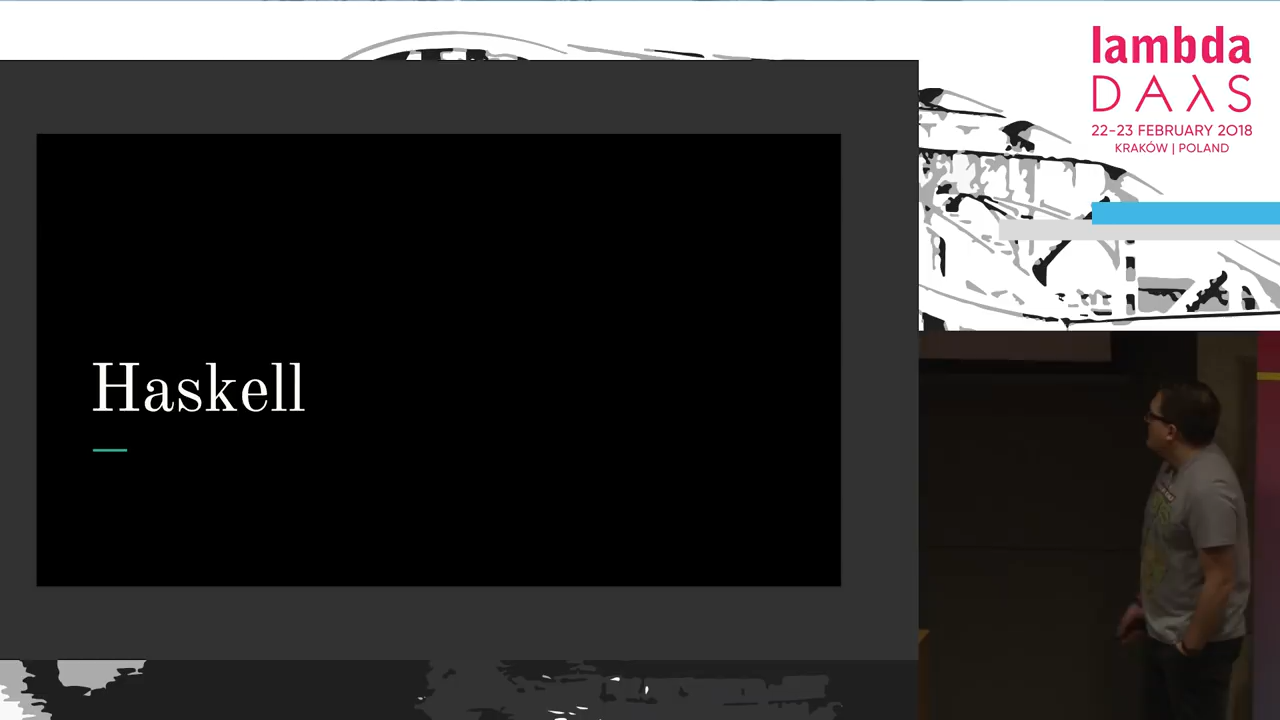 lambda
DAλS
22-23 FEBRUARY 2018
KRAKÓW | POLAND
Haskell